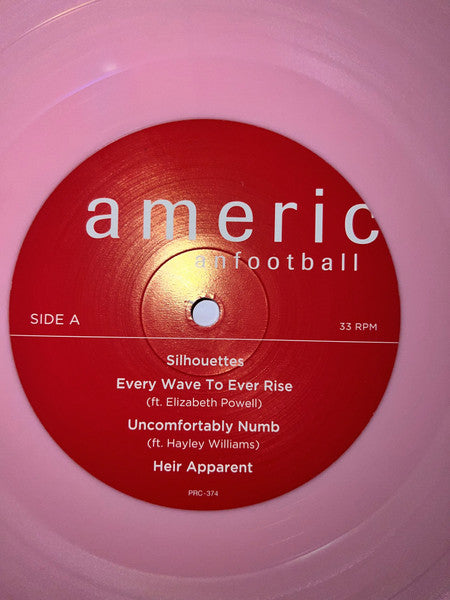 americ
anfootball
SIDE A
33 RPM
Silhouettes
Every Wave To Ever Rise
(ft. Elizabeth Powell)
Uncomfortably Numb
(ft. Hayley Williams)
Heir Apparent
PRC-374